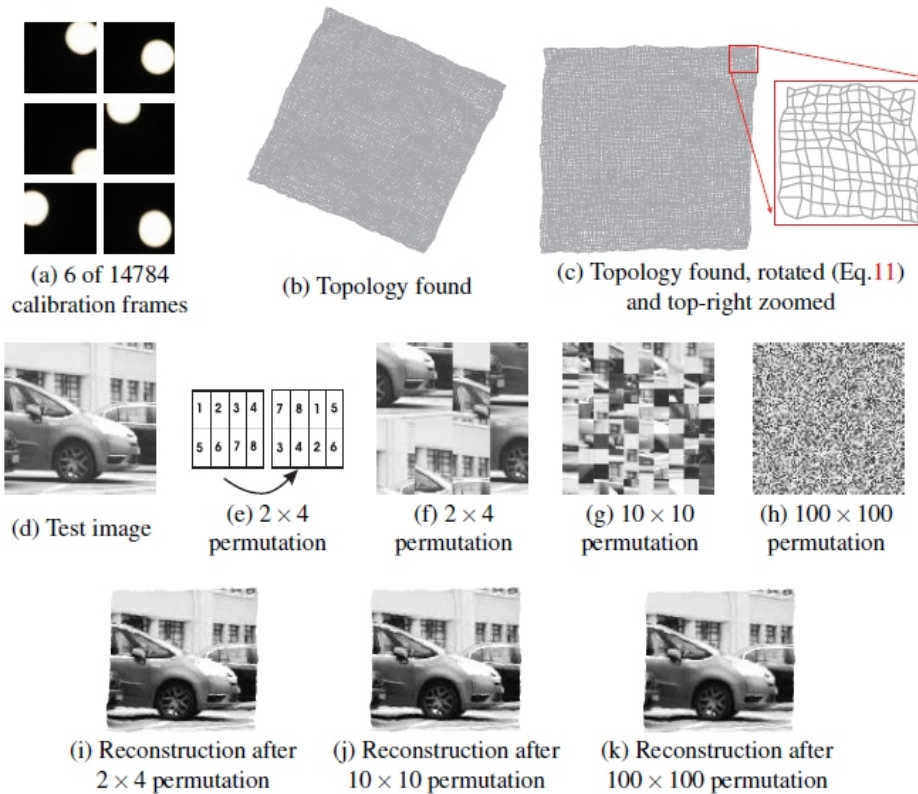 (a) 6 of 14784
calibration frames
(b) Topology found
(c) Topology found, rotated (Eq.11)
and top-right zoomed
(d) Test image
1 2 3 4
5 6 7 8
7 8 1 5
3 4 2 6
(e) 2 × 4
permutation
(f) 2 × 4
permutation
(g) 10 × 10
permutation
(h) 100 × 100
permutation
(i) Reconstruction after
2 × 4 permutation
(j) Reconstruction after
10 × 10 permutation
(k) Reconstruction after
100 × 100 permutation